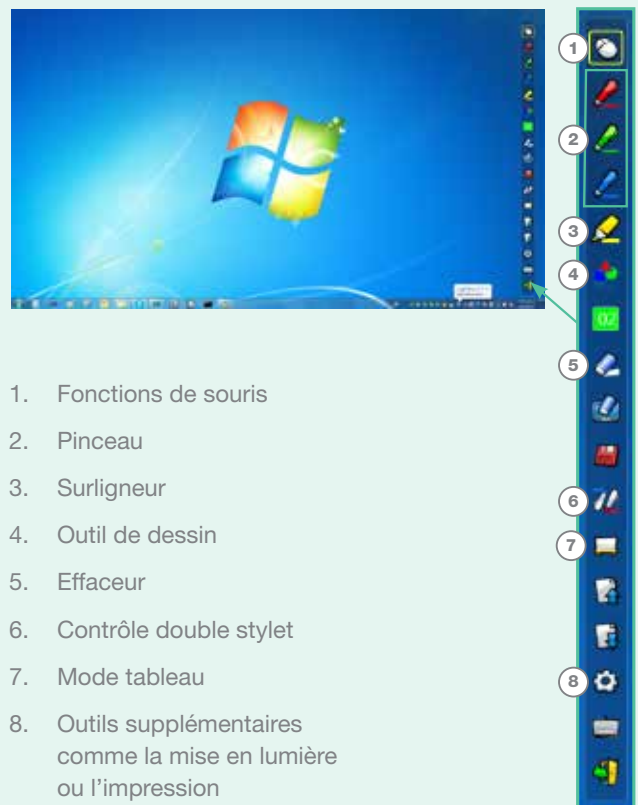 1
2
3
4
02
5
6
7
8
1. Fonctions de souris
2. Pinceau
3. Surligneur
4. Outil de dessin
5. Effaceur
6. Contrôle double stylet
7. Mode tableau
8. Outils supplémentaires
comme la mise en lumière
ou l'impression